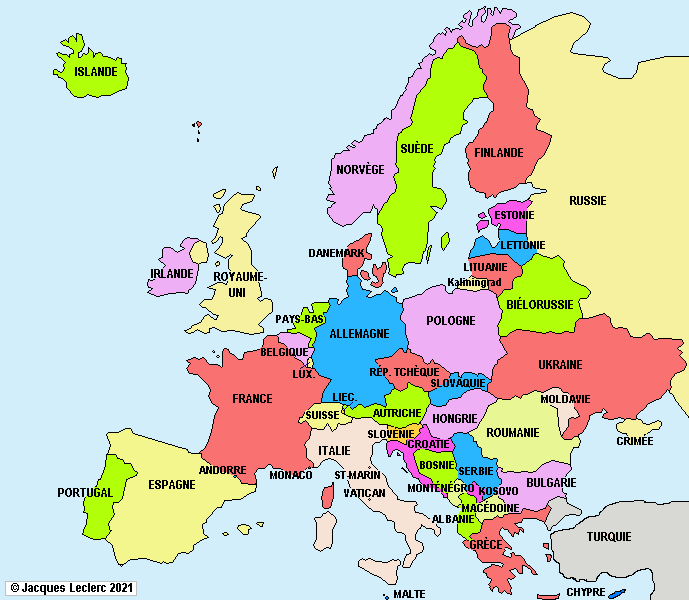 ISLANDE
NORVÈGE
SUÈDE
FINLANDE
RUSSIE
ESTONIE
LETTONIE
LITUANIE
Kaliningrad
BIÉLORUSSIE
DANEMARK
IRLANDE
ROYAUME-
UNI
PAYS-BAS
ALLEMAGNE
POLOGNE
BELGIQUE
LUX.
RÉP. TCHÈQUE
SLOVAQUIE
UKRAINE
FRANCE
LIEC.
SUISSE
AUTRICHE
HONGRIE
MOLDAVIE
ROUMANIE
CRIMÉE
SLOVÉNIE
CROATIE
ITALIE
BOSNIE
SERBIE
ANDORRE
MONACO
ST-MARIN
VATICAN
MONTÉNÉGRO
KOSOVO
BULGARIE
MACÉDOINE
ALBANIE
PORTUGAL
ESPAGNE
GRÈCE
TURQUIE
MALTE
CHYPRE
© Jacques Leclerc 2021